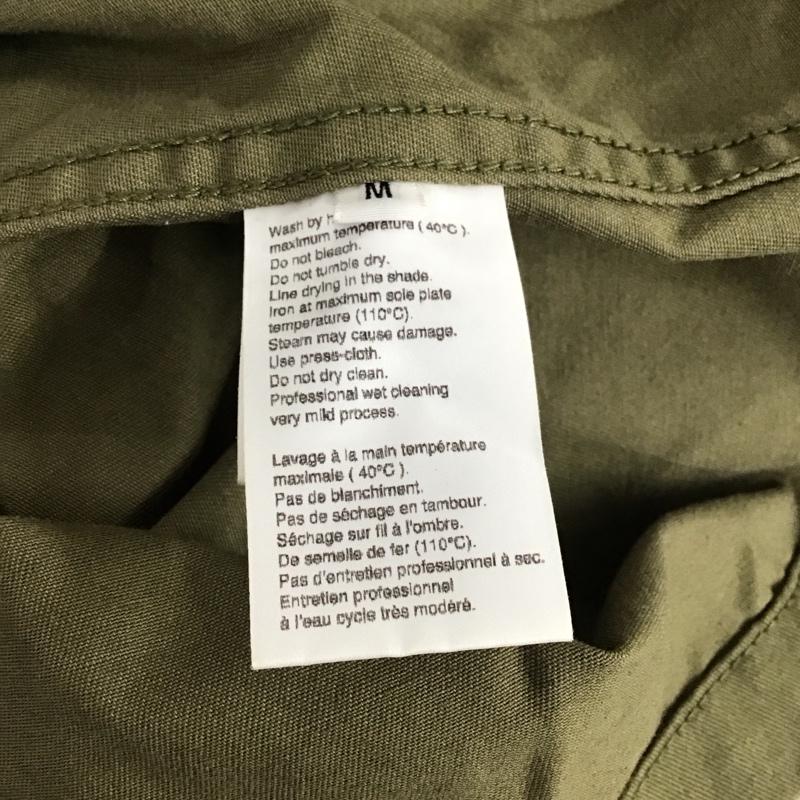 M
Wash by
maximum temperature ( 40°C ).
Do not bleach.
Do not tumble dry.
Line drying in the shade.
Iron at maximum sole plate
temperature (110°C).
Steam may cause damage.
Use press-cloth.
Do not dry clean.
Professional wet cleaning
very mild process.
Lavage à la main température
maximale ( 40°C ).
Pas de blanchiment.
Pas de séchage en tambour.
Séchage sur fil à l'ombre.
De semelle de fer (110°C).
Pas d'entretien professionnel à sec.
Entretien professionnel
à l'eau cycle très modéré.